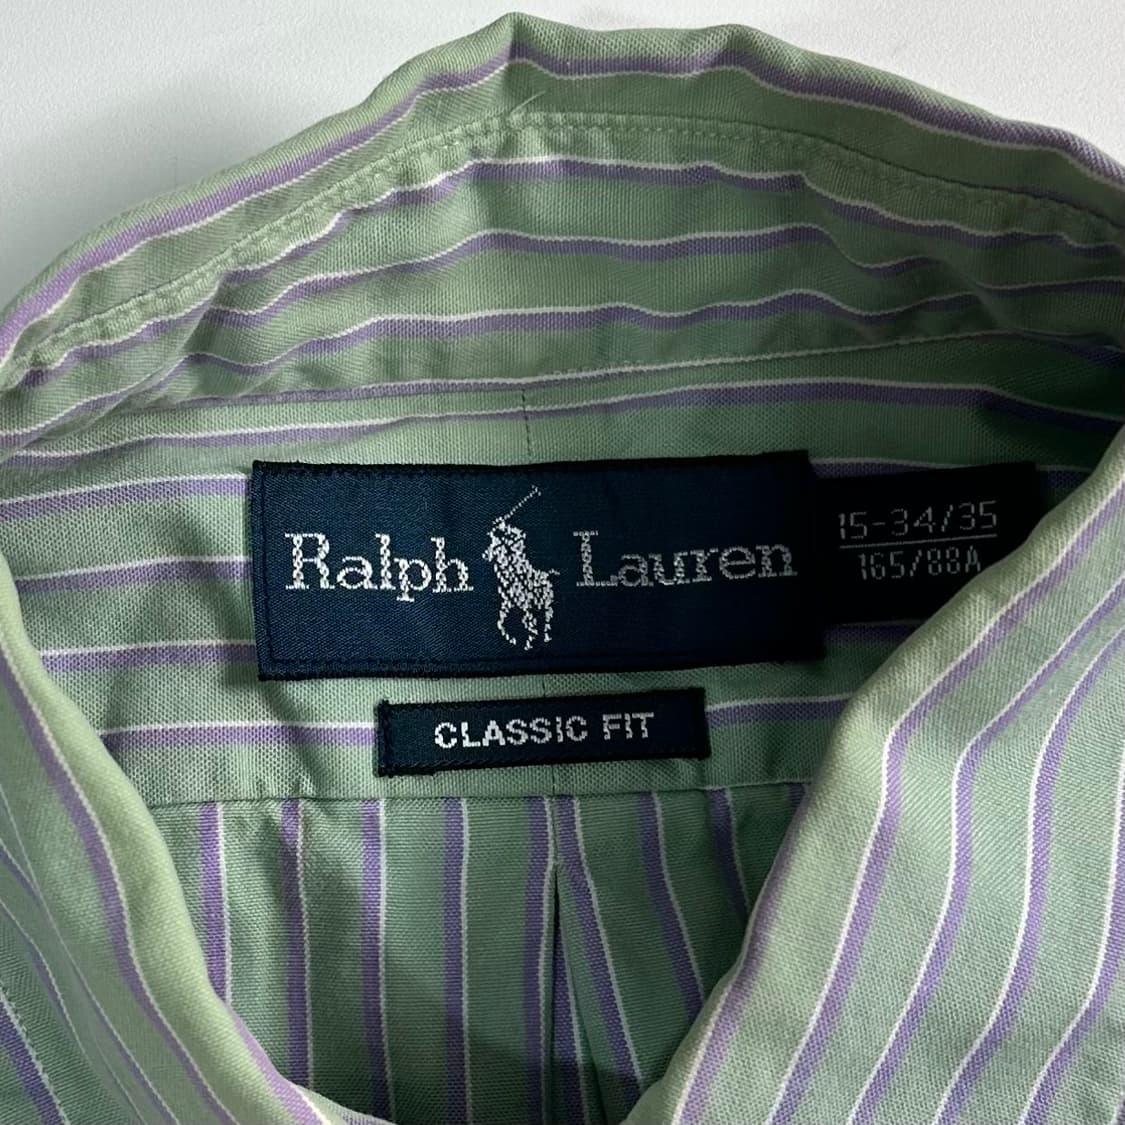 Ralph Lauren
15-34/35
165/88A
CLASSIC FIT